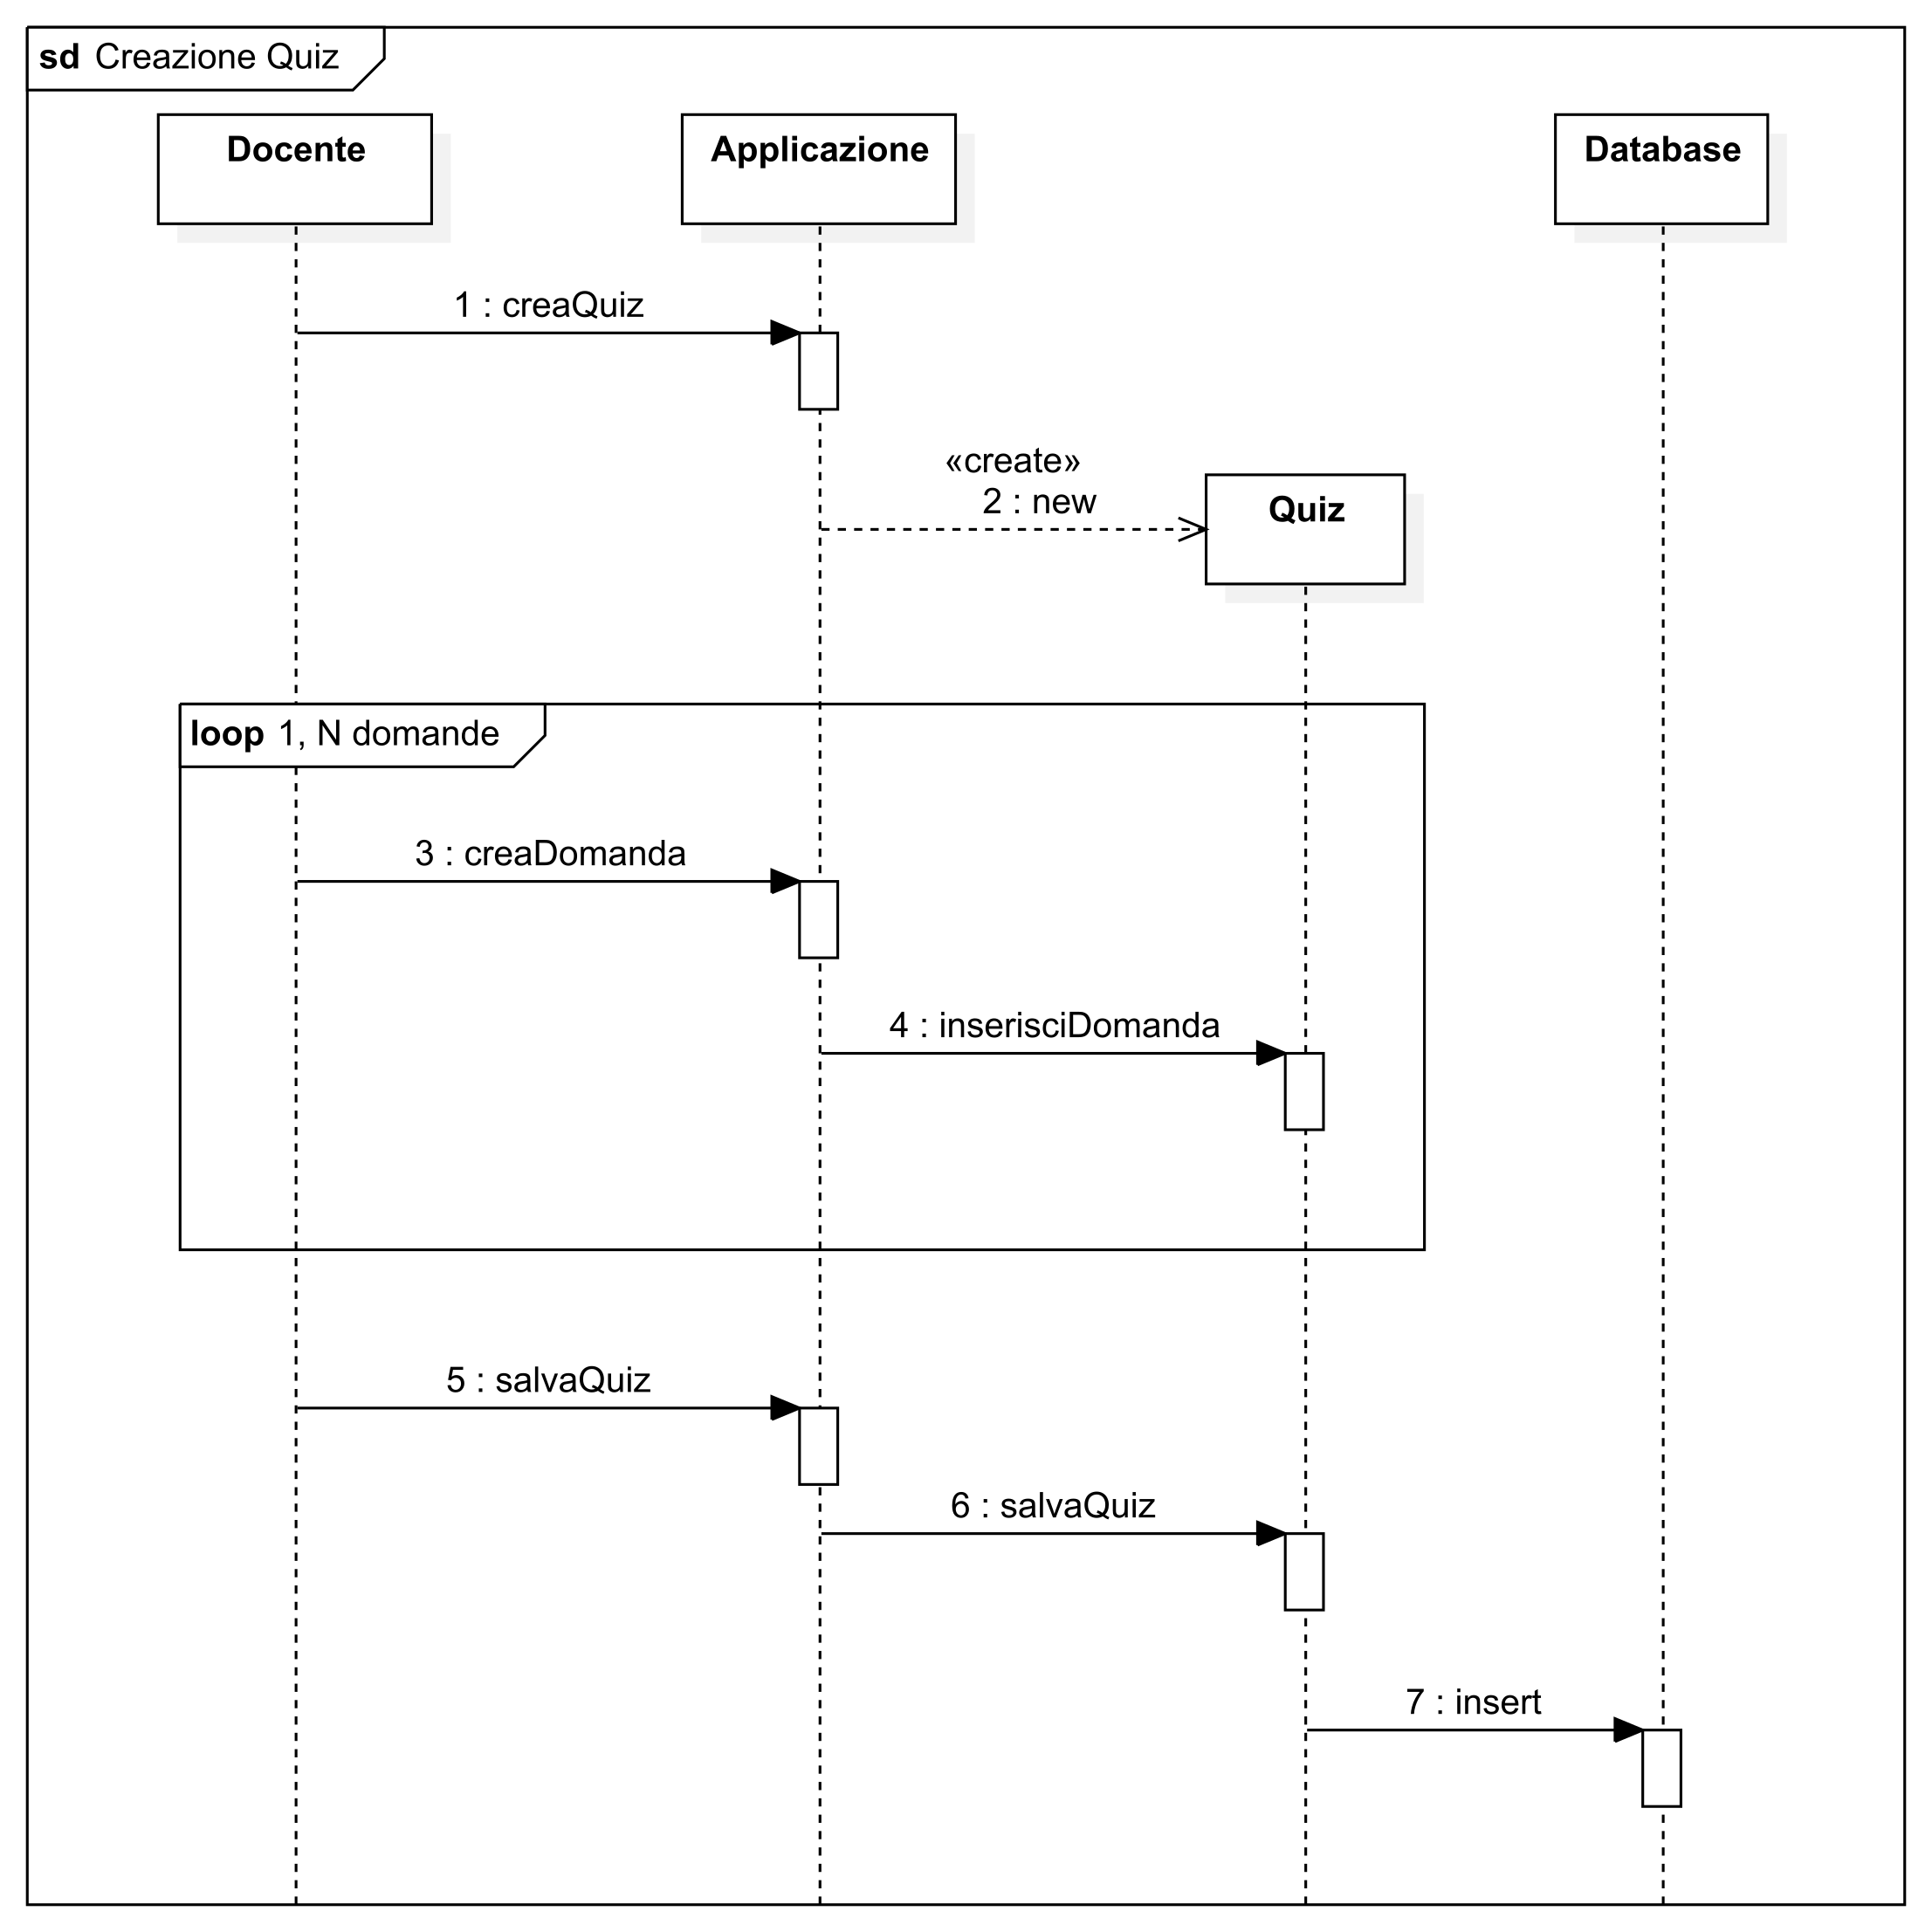 sd Creazione Quiz
Docente
Applicazione
Database
1 : creaQuiz
«create»
2 : new
Quiz
loop 1, N domande
3 : creaDomanda
4 : inserisciDomanda
5 : salvaQuiz
6 : salvaQuiz
7 : insert